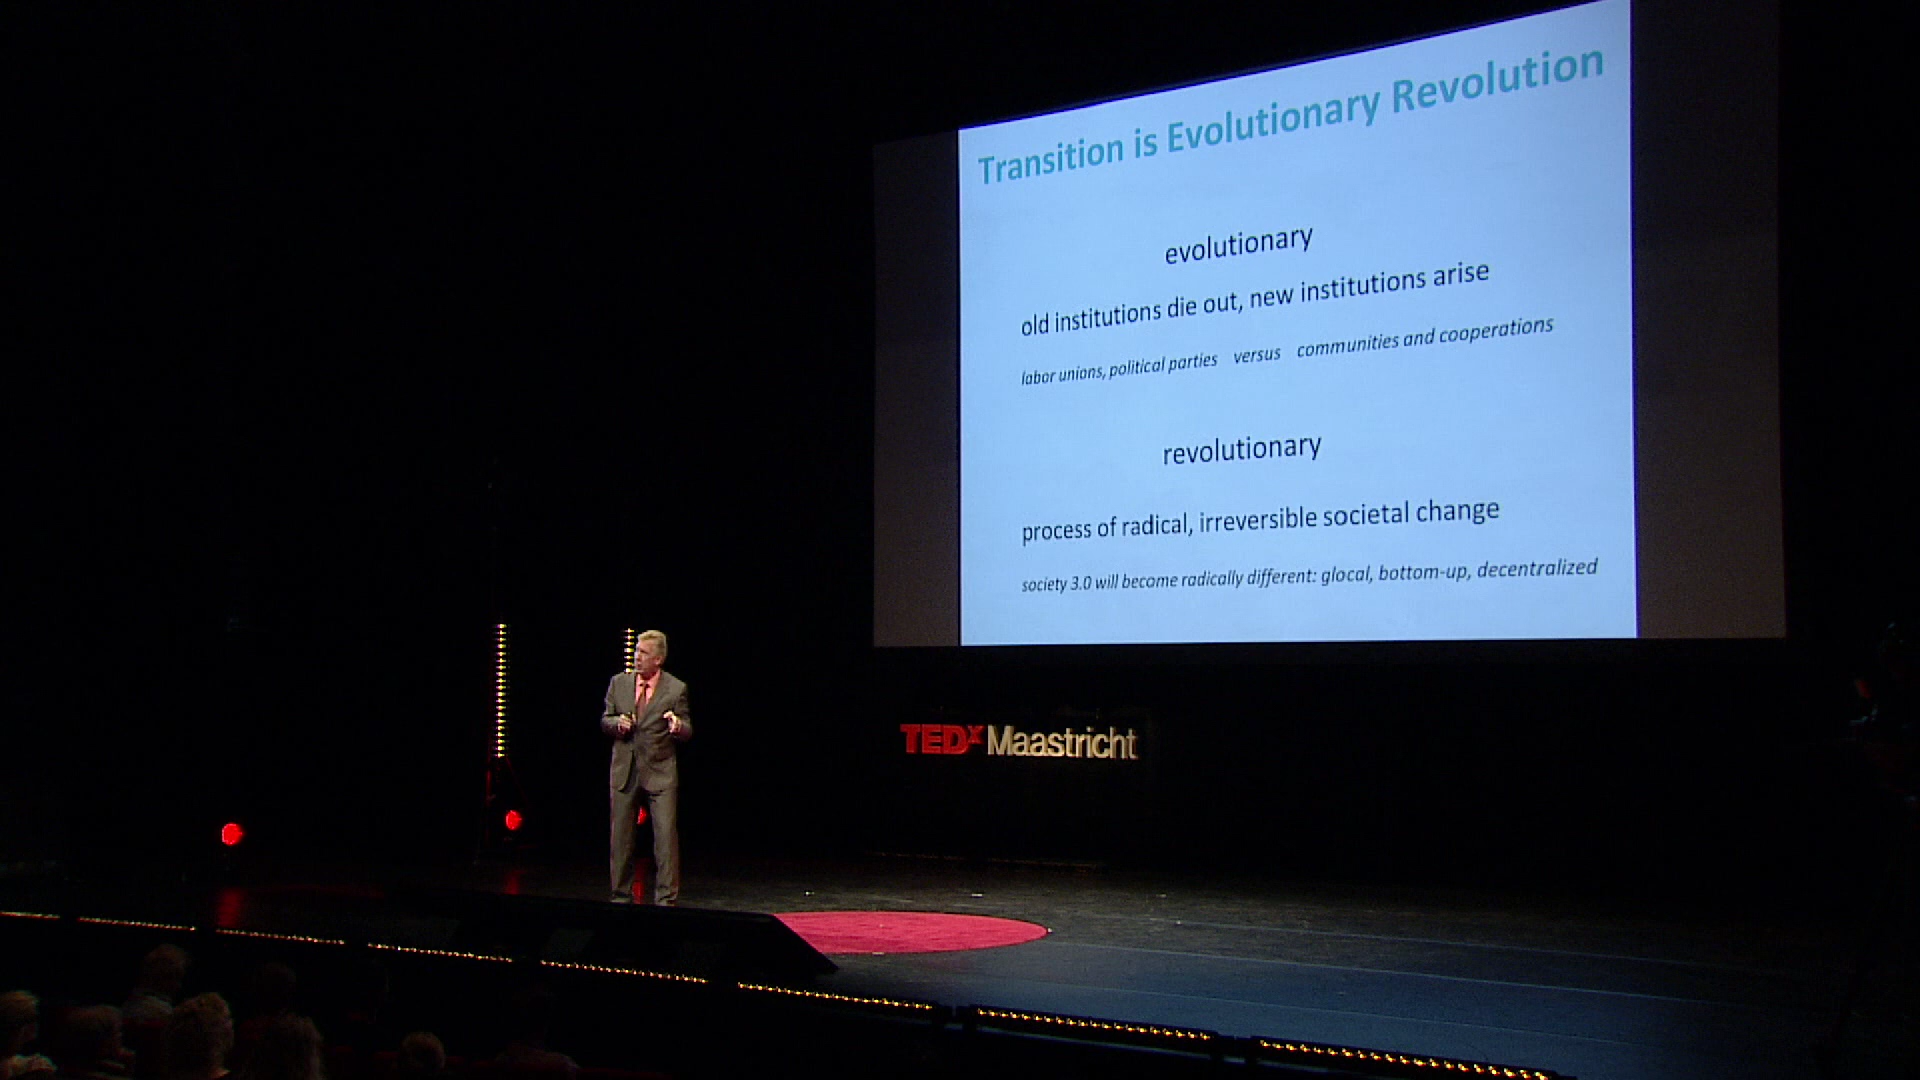 Transition is Evolutionary Revolution
evolutionary
old institutions die out, new institutions arise
labor unions, political parties versus communities and cooperations
revolutionary
process of radical, irreversible societal change
society 3.0 will become radically different: glocal, bottom-up, decentralized
TEDx Maastricht